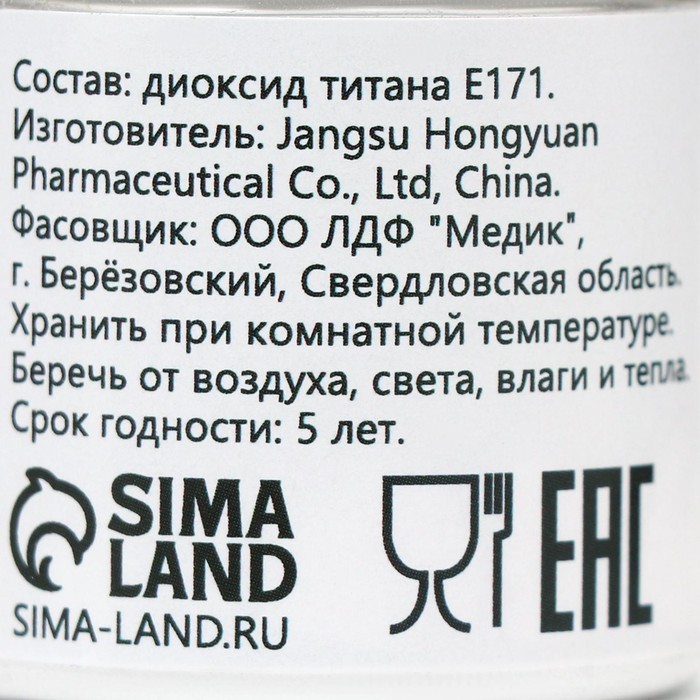 Состав: диоксид титана Е171.
Изготовитель: Jangsu Hongyuan
Pharmaceutical Co., Ltd, China.
Фасовщик: ООО ЛДФ "Медик",
г. Берёзовский, Свердловская область.
Хранить при комнатной температуре.
Беречь от воздуха, света, влаги и тепла.
Срок годности: 5 лет.
SIMA
LAND
SIMA-LAND.RU
EAC